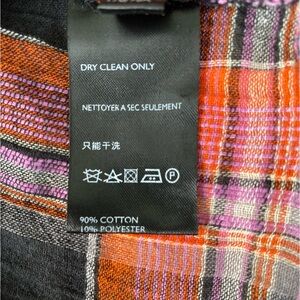 DRY CLEAN ONLY
NETTOYER A SEC SEULEMENT
只能干洗
P
90% COTTON
10% POLYESTER